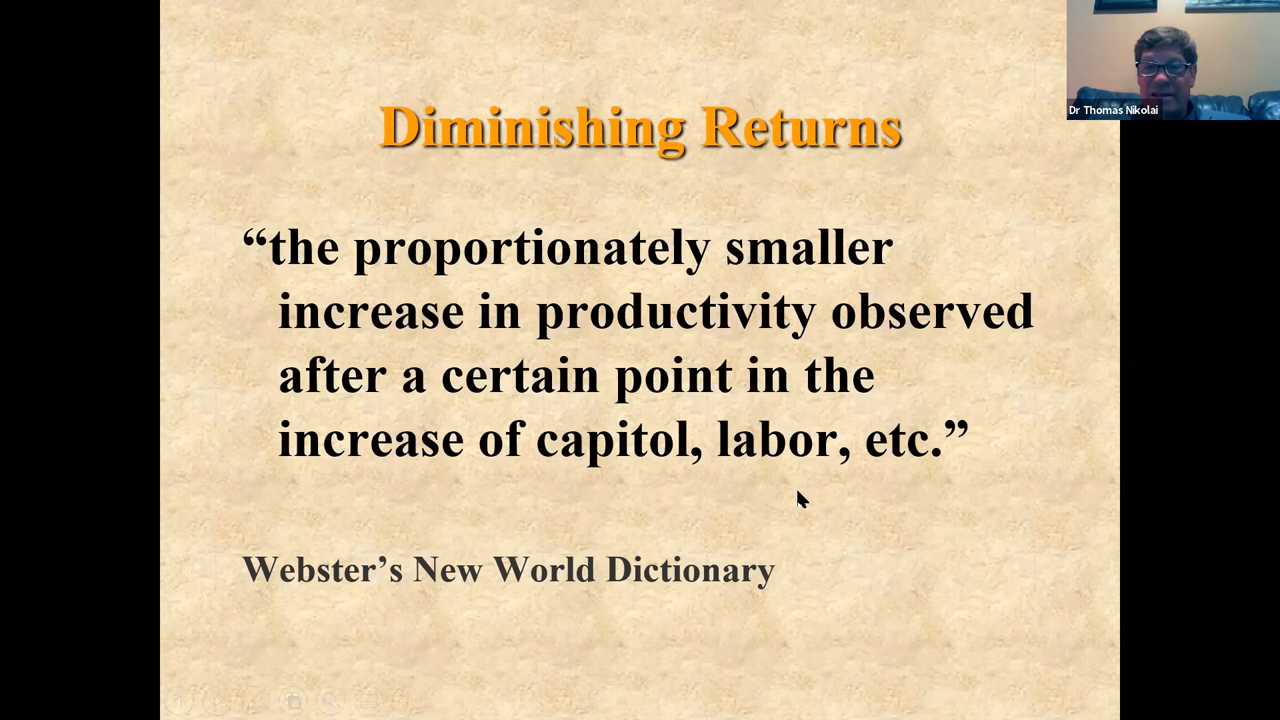 Dr Thomas Nikolai
Diminishing Returns
“the proportionately smaller
increase in productivity observed
after a certain point in the
increase of capitol, labor, etc.”
Webster’s New World Dictionary